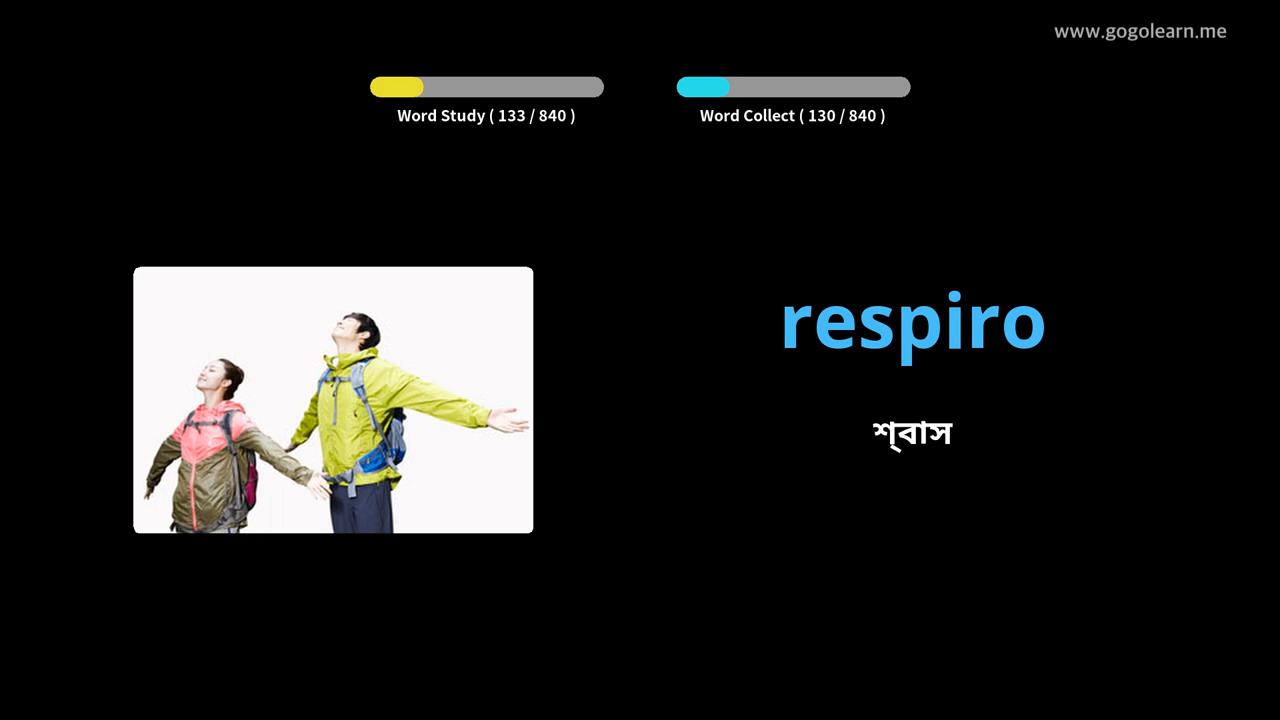 www.gogolearn.me
Word Study ( 133 / 840 )
Word Collect ( 130 / 840 )
respiro
শ্বাস